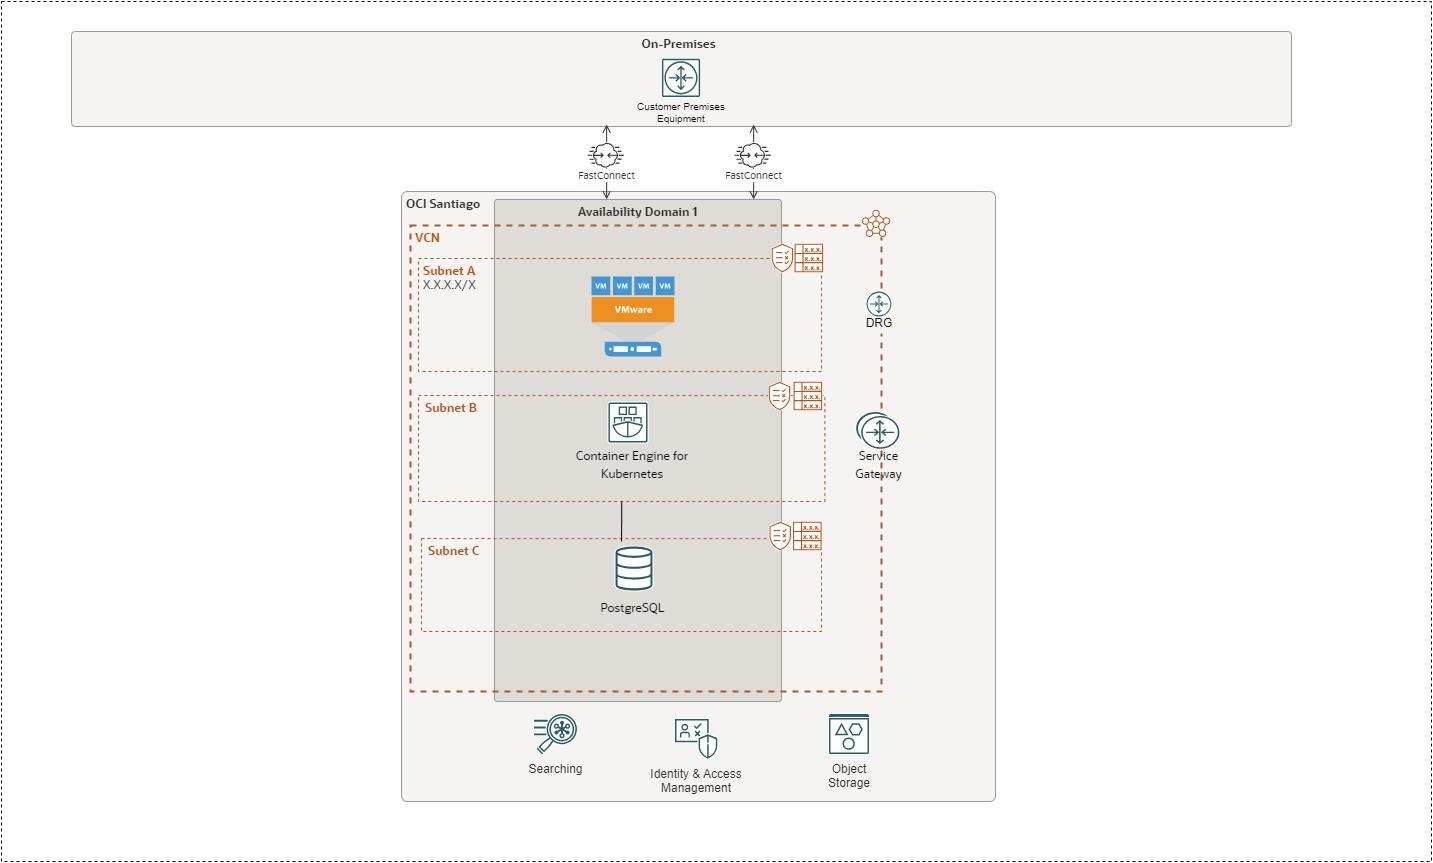 On-Premises
Customer Premises
Equipment
FastConnect
FastConnect
OCI Santiago
Availability Domain 1
VCN
Subnet A
X.X.X.X/X
X.X.X.
X.X.X.
X.X.X.
VM VM VM VM
VMware
DRG
Subnet B
X.X.X.
X.X.X.
X.X.X.
Container Engine for
Kubernetes
Service
Gateway
Subnet C
X.X.X.
X.X.X.
X.X.X.
PostgreSQL
Searching
Identity & Access
Management
Object
Storage